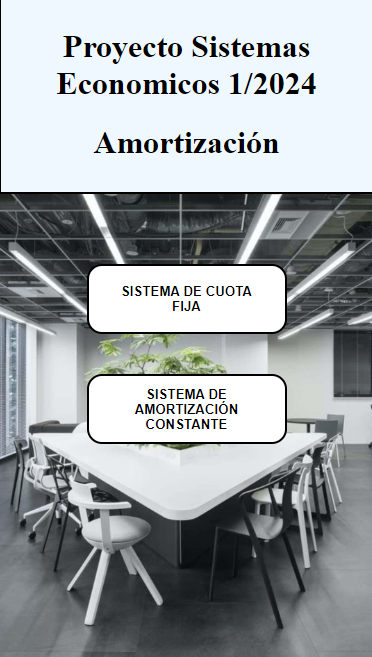 Proyecto Sistemas
Economicos 1/2024
Amortización
SISTEMA DE CUOTA
FIJA
SISTEMA DE
AMORTIZACIÓN
CONSTANTE